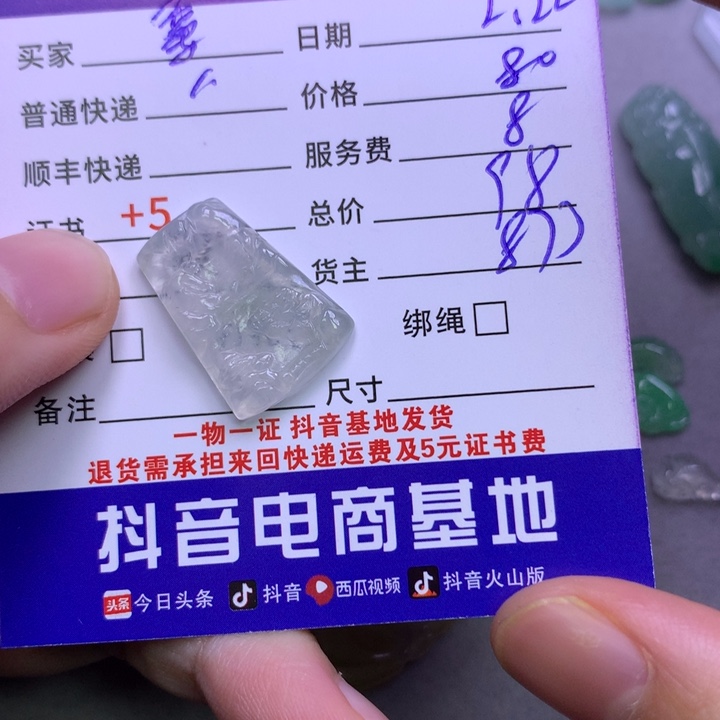 买家 日期
普通快递 价格 80
顺丰快递 服务费 8
证书 +5 总价
货主
绑绳
备注 尺寸
一物一证 抖音基地发货
退货需承担来回快递运费及5元证书费
抖音电商基地
头条 今日头条 抖音 西瓜视频 抖音火山版